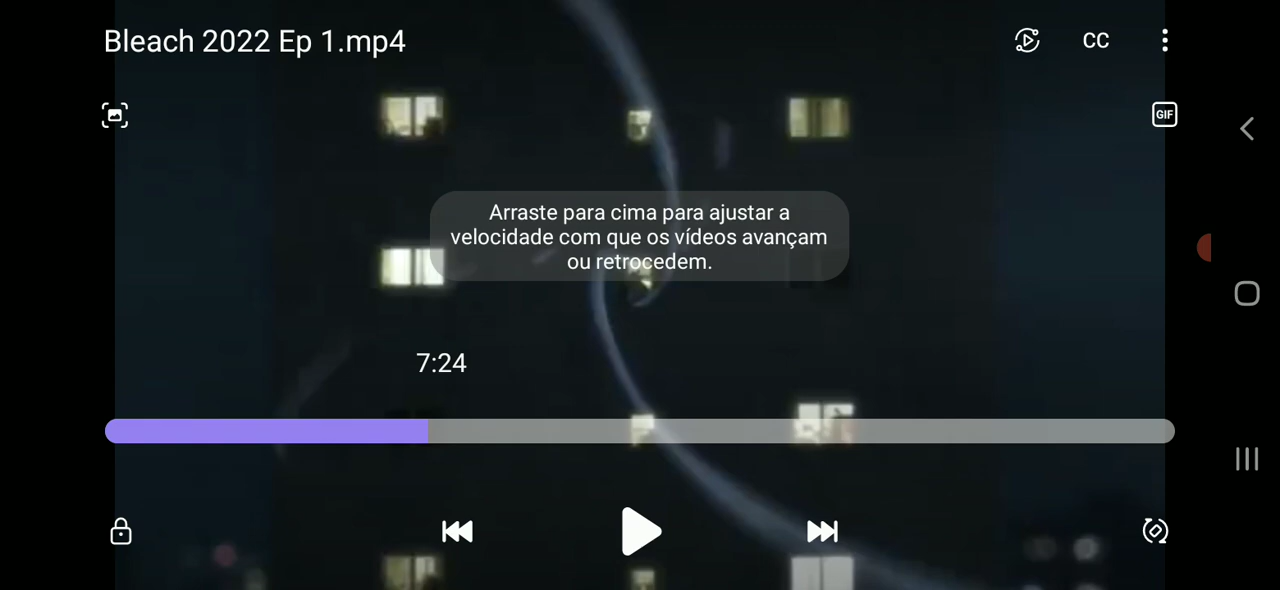 Bleach 2022 Ep 1.mp4
CC
GIF
Arraste para cima para ajustar a
velocidade com que os vídeos avançam
ou retrocedem.
7:24